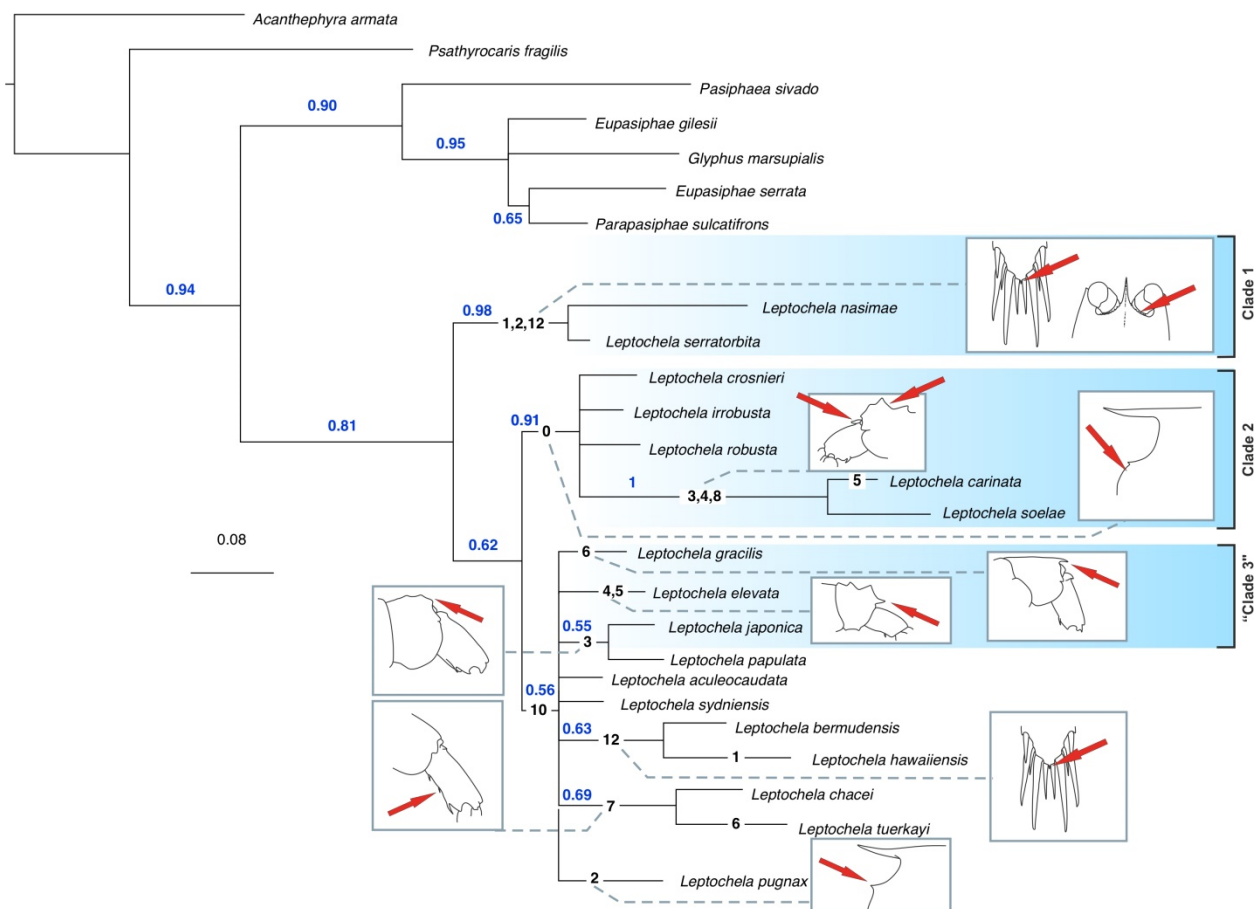 Acanthephyra armata
Psathyrocaris fragilis
Pasiphaea sivado
0.90
Eupasiphae gilesii
0.95
Glyphus marsupialis
Eupasiphae serrata
0.65
Parapasiphae sulcatifrons
0.94
Clade 1
0.98
1,2,12
Leptochela nasimae
Leptochela serratorbita
0.81
Clade 2
Leptochela crosnieri
0.91
0
Leptochela irrobusta
Leptochela robusta
1
3,4,8
5
Leptochela carinata
Leptochela soelae
0.08
0.62
"Clade 3"
6
Leptochela gracilis
4,5
Leptochela elevata
0.55
3
Leptochela japonica
Leptochela papulata
Leptochela aculeocaudata
0.56
10
Leptochela sydniensis
0.63
12
Leptochela bermudensis
1
Leptochela hawaiiensis
0.69
7
Leptochela chacei
6
Leptochela tuerkayi
2
Leptochela pugnax